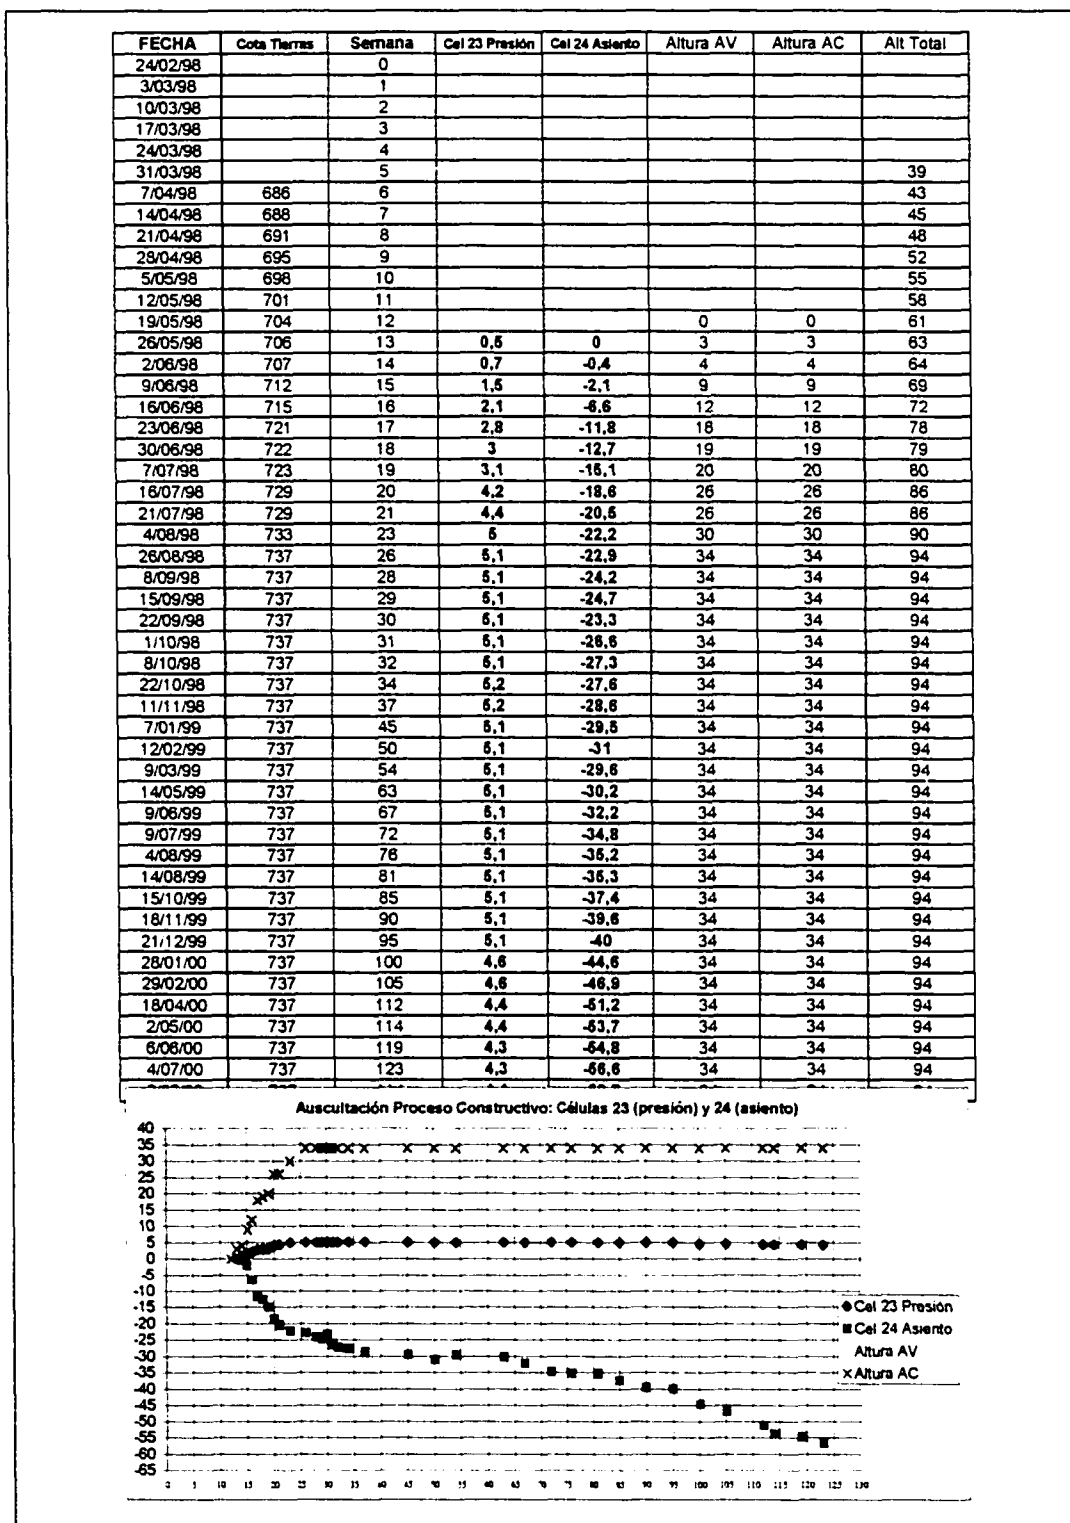 FECHA Cota Tierras Semana Cel 23 Presión Cel 24 Asiento Altura AV Altura AC Alt Total
24/02/98 0
3/03/98 1
10/03/98 2
17/03/98 3
24/03/98 4
31/03/98 5 39
7/04/98 686 6 43
14/04/98 688 7 45
21/04/98 691 8 48
28/04/98 695 9 52
5/05/98 698 10 55
12/05/98 701 11 58
19/05/98 704 12 0 0 61
26/05/98 706 13 0,5 0 3 3 63
2/06/98 707 14 0,7 -0,4 4 4 64
9/06/98 712 15 1,5 -2,1 9 9 69
16/06/98 715 16 2,1 -6,6 12 12 72
23/06/98 721 17 2,8 -11,8 18 18 78
30/06/98 722 18 3 -12,7 19 19 79
7/07/98 723 19 3,1 -15,1 20 20 80
16/07/98 729 20 4,2 -18,6 26 26 86
21/07/98 729 21 4,4 -20,5 26 26 86
4/08/98 733 23 5 -22,2 30 30 90
26/08/98 737 26 5,1 -22,9 34 34 94
8/09/98 737 28 5,1 -24,2 34 34 94
15/09/98 737 29 5,1 -24,7 34 34 94
22/09/98 737 30 5,1 -23,3 34 34 94
1/10/98 737 31 5,1 -26,6 34 34 94
8/10/98 737 32 5,1 -27,3 34 34 94
22/10/98 737 34 5,2 -27,6 34 34 94
11/11/98 737 37 5,2 -28,6 34 34 94
7/01/99 737 45 5,1 -29,5 34 34 94
12/02/99 737 50 5,1 -31 34 34 94
9/03/99 737 54 5,1 -29,6 34 34 94
14/05/99 737 63 5,1 -30,2 34 34 94
9/06/99 737 67 5,1 -32,2 34 34 94
9/07/99 737 72 5,1 -34,8 34 34 94
4/08/99 737 76 5,1 -35,2 34 34 94
14/08/99 737 81 5,1 -35,3 34 34 94
15/10/99 737 85 5,1 -37,4 34 34 94
18/11/99 737 90 5,1 -39,6 34 34 94
21/12/99 737 95 5,1 -40 34 34 94
28/01/00 737 100 4,6 -44,6 34 34 94
29/02/00 737 105 4,6 -46,9 34 34 94
18/04/00 737 112 4,4 -51,2 34 34 94
2/05/00 737 114 4,4 -53,7 34 34 94
6/06/00 737 119 4,3 -54,8 34 34 94
4/07/00 737 123 4,3 -56,6 34 34 94
Auscultación Proceso Constructivo: Células 23 (presión) y 24 (asiento)
40
35
30
25
20
15
10
5
0
-5
-10
-15
-20
-25
-30
-35
-40
-45
-50
-55
-60
-65
Cel 23 Presión
Cel 24 Asiento
Altura AV
Altura AC
0 5 10 15 20 25 30 35 40 45 50 55 60 65 70 75 80 85 90 95 100 105 110 115 120 125 130